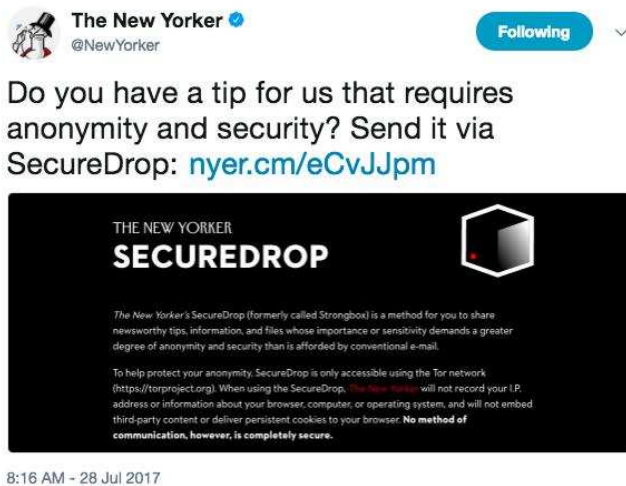 The New Yorker
@NewYorker
Following
Do you have a tip for us that requires
anonymity and security? Send it via
SecureDrop: nyer.cm/eCvJJpm
THE NEW YORKER
SECUREDROP
The New Yorker's SecureDrop (formerly called Strongbox) is a method for you to share
newsworthy tips, information, and files whose importance or sensitivity demands a greater
degree of anonymity and security than is afforded by conventional e-mail.
To help protect your anonymity, SecureDrop is only accessible using the Tor network
(https://torproject.org). When using the SecureDrop, The New Yorker will not record your I.P.
address or information about your browser, computer, or operating system, and will not embed
third-party content or deliver persistent cookies to your browser. No method of
communication, however, is completely secure.
8:16 AM - 28 Jul 2017